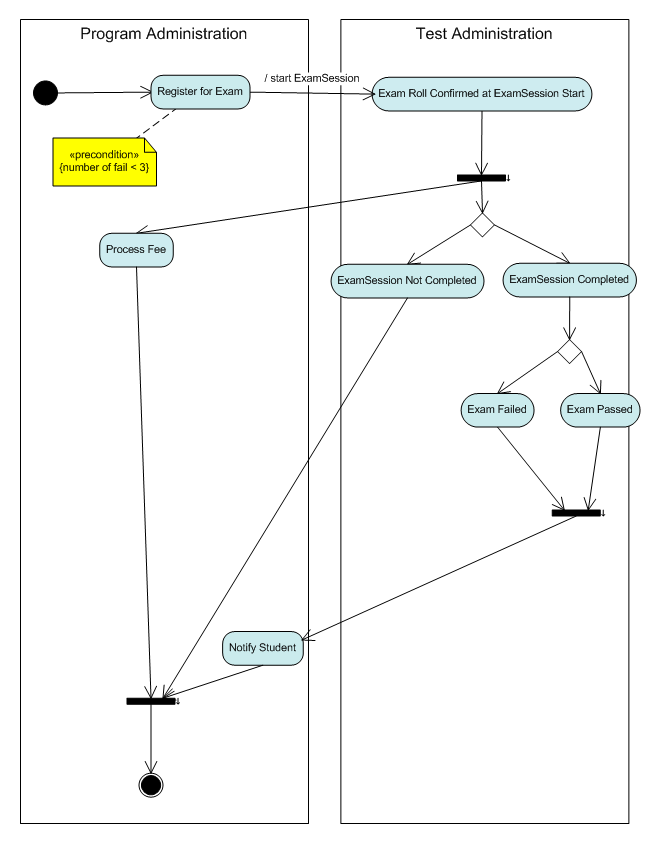 Program Administration
Test Administration
/ start ExamSession
Register for Exam
Exam Roll Confirmed at ExamSession Start
«precondition»
{number of fail < 3}
Process Fee
ExamSession Not Completed
ExamSession Completed
Exam Failed
Exam Passed
Notify Student